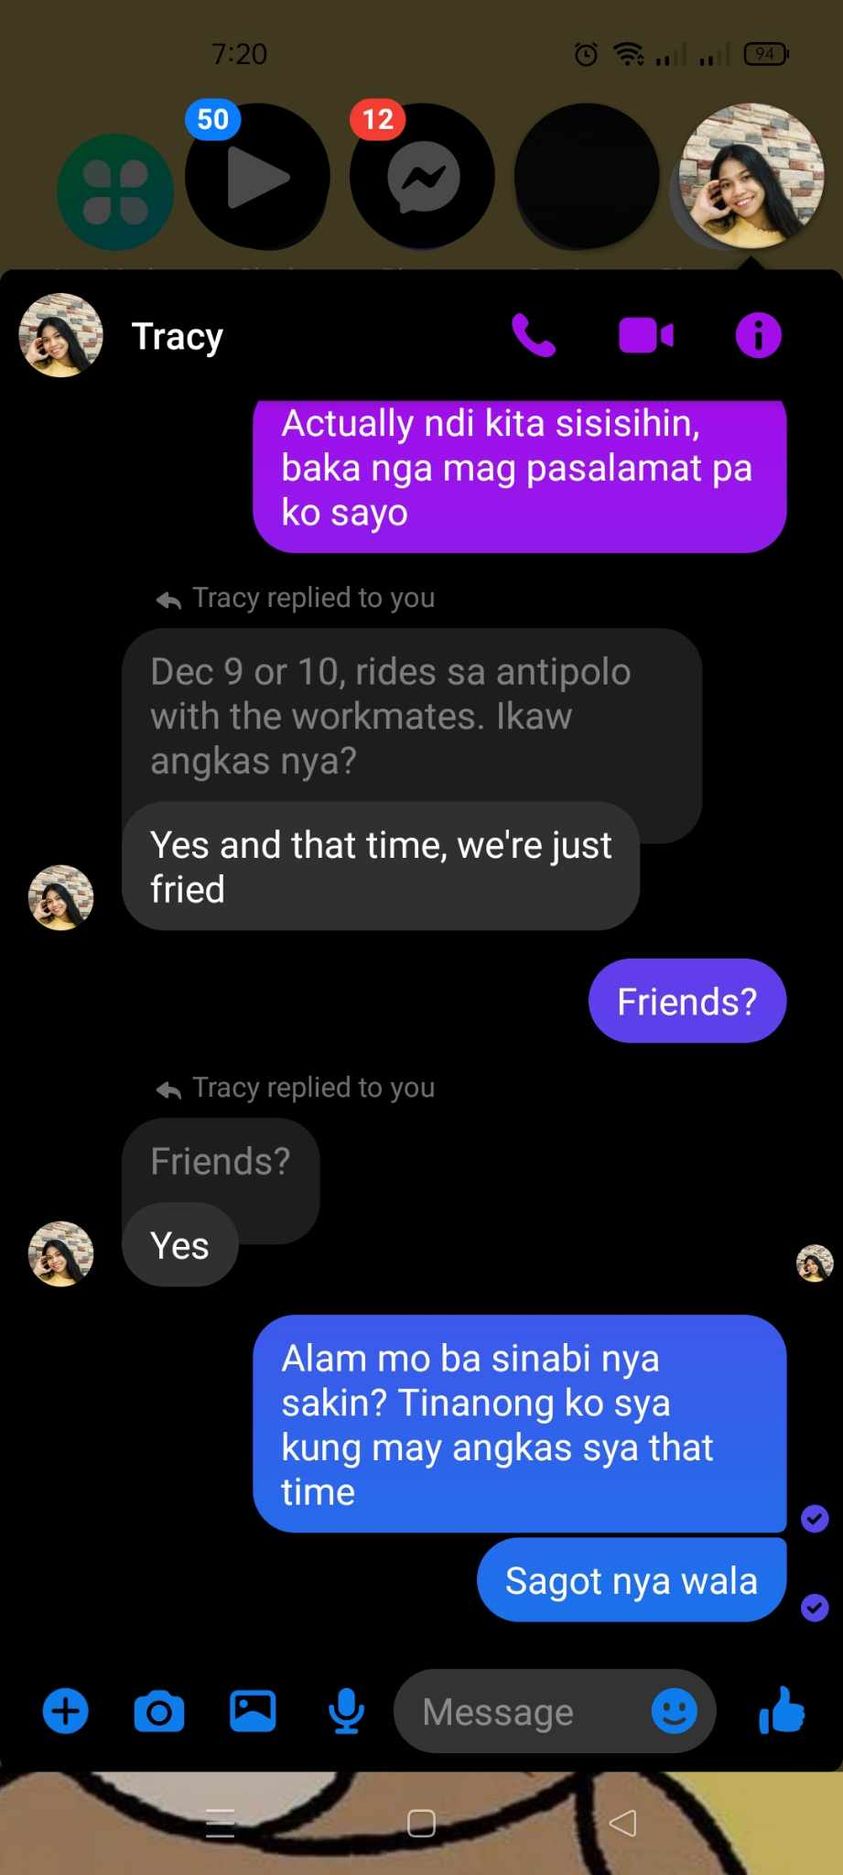 7:20
94
50
12
Tracy
Actually ndi kita sisisihin,
baka nga mag pasalamat pa
ko sayo
Tracy replied to you
Dec 9 or 10, rides sa antipolo
with the workmates. Ikaw
angkas nya?
Yes and that time, we're just
fried
Friends?
Tracy replied to you
Friends?
Yes
Alam mo ba sinabi nya
sakin? Tinanong ko sya
kung may angkas sya that
time
Sagot nya wala
Message